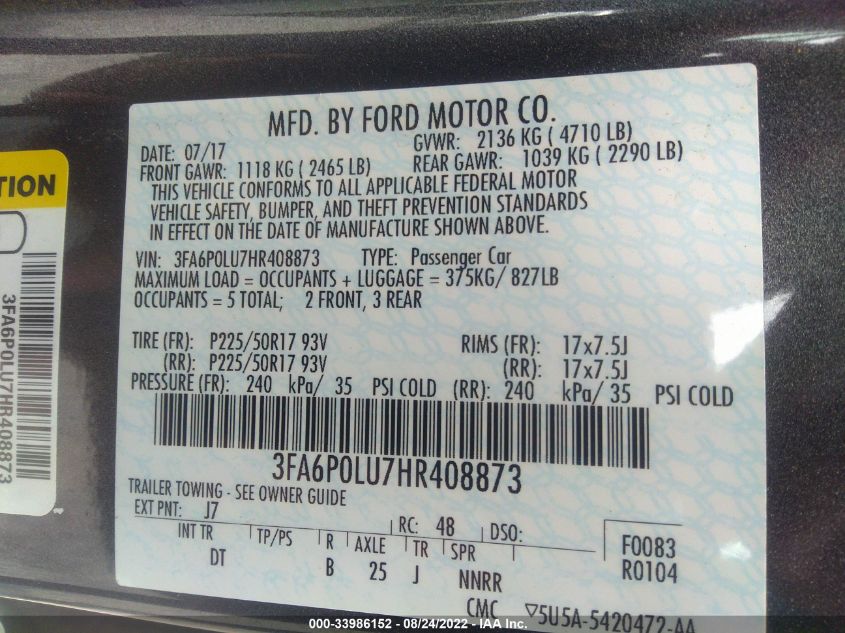 MFD. BY FORD MOTOR CO.
DATE: 07/17 GVWR: 2136 KG ( 4710 LB)
FRONT GAWR: 1118 KG ( 2465 LB) REAR GAWR: 1039 KG ( 2290 LB)
THIS VEHICLE CONFORMS TO ALL APPLICABLE FEDERAL MOTOR
VEHICLE SAFETY, BUMPER, AND THEFT PREVENTION STANDARDS
IN EFFECT ON THE DATE OF MANUFACTURE SHOWN ABOVE.
VIN: 3FA6P0LU7HR408873 TYPE: Passenger Car
MAXIMUM LOAD = OCCUPANTS + LUGGAGE = 375KG/ 827LB
OCCUPANTS = 5 TOTAL; 2 FRONT, 3 REAR
TIRE (FR): P225/50R17 93V RIMS (FR): 17x7.5J
(RR): P225/50R17 93V (RR): 17x7.5J
PRESSURE (FR): 240 kPa/ 35 PSI COLD (RR): 240 kPa/ 35 PSI COLD
3FA6P0LU7HR408873
TRAILER TOWING - SEE OWNER GUIDE
EXT PNT: J7 RC: 48 DSO:
INT TR TP/PS R AXLE TR SPR F0083
DT B 25 J NNRR R0104
CMC ▽5U5A-5420472-AA
TION
3FA6P0LU7HR408873
000-33986152 - 08/24/2022 - IAA Inc.